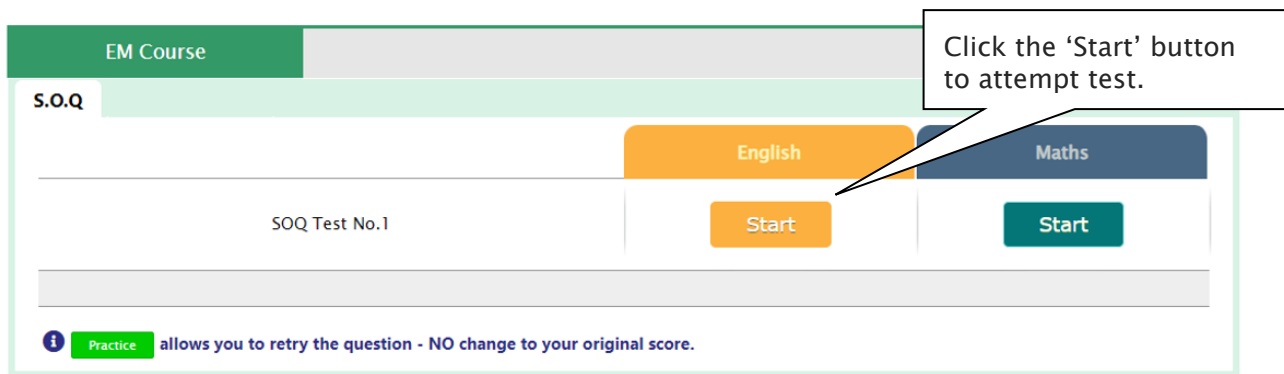 EM Course
Click the ‘Start’ button
to attempt test.
S.O.Q
English
Maths
SOQ Test No.1
Start
Start
Practice allows you to retry the question - NO change to your original score.